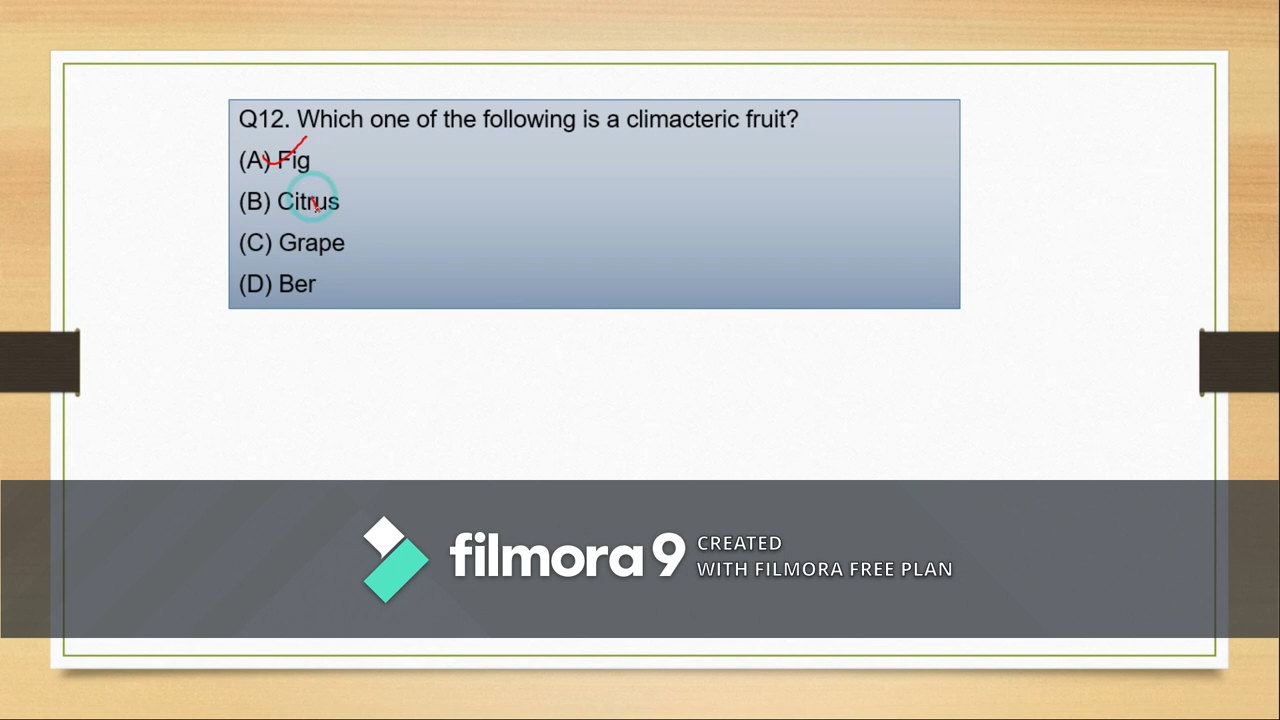 Q12. Which one of the following is a climacteric fruit?
(A) Fig
(B) Citrus
(C) Grape
(D) Ber
filmora 9 CREATED
WITH FILMORA FREE PLAN